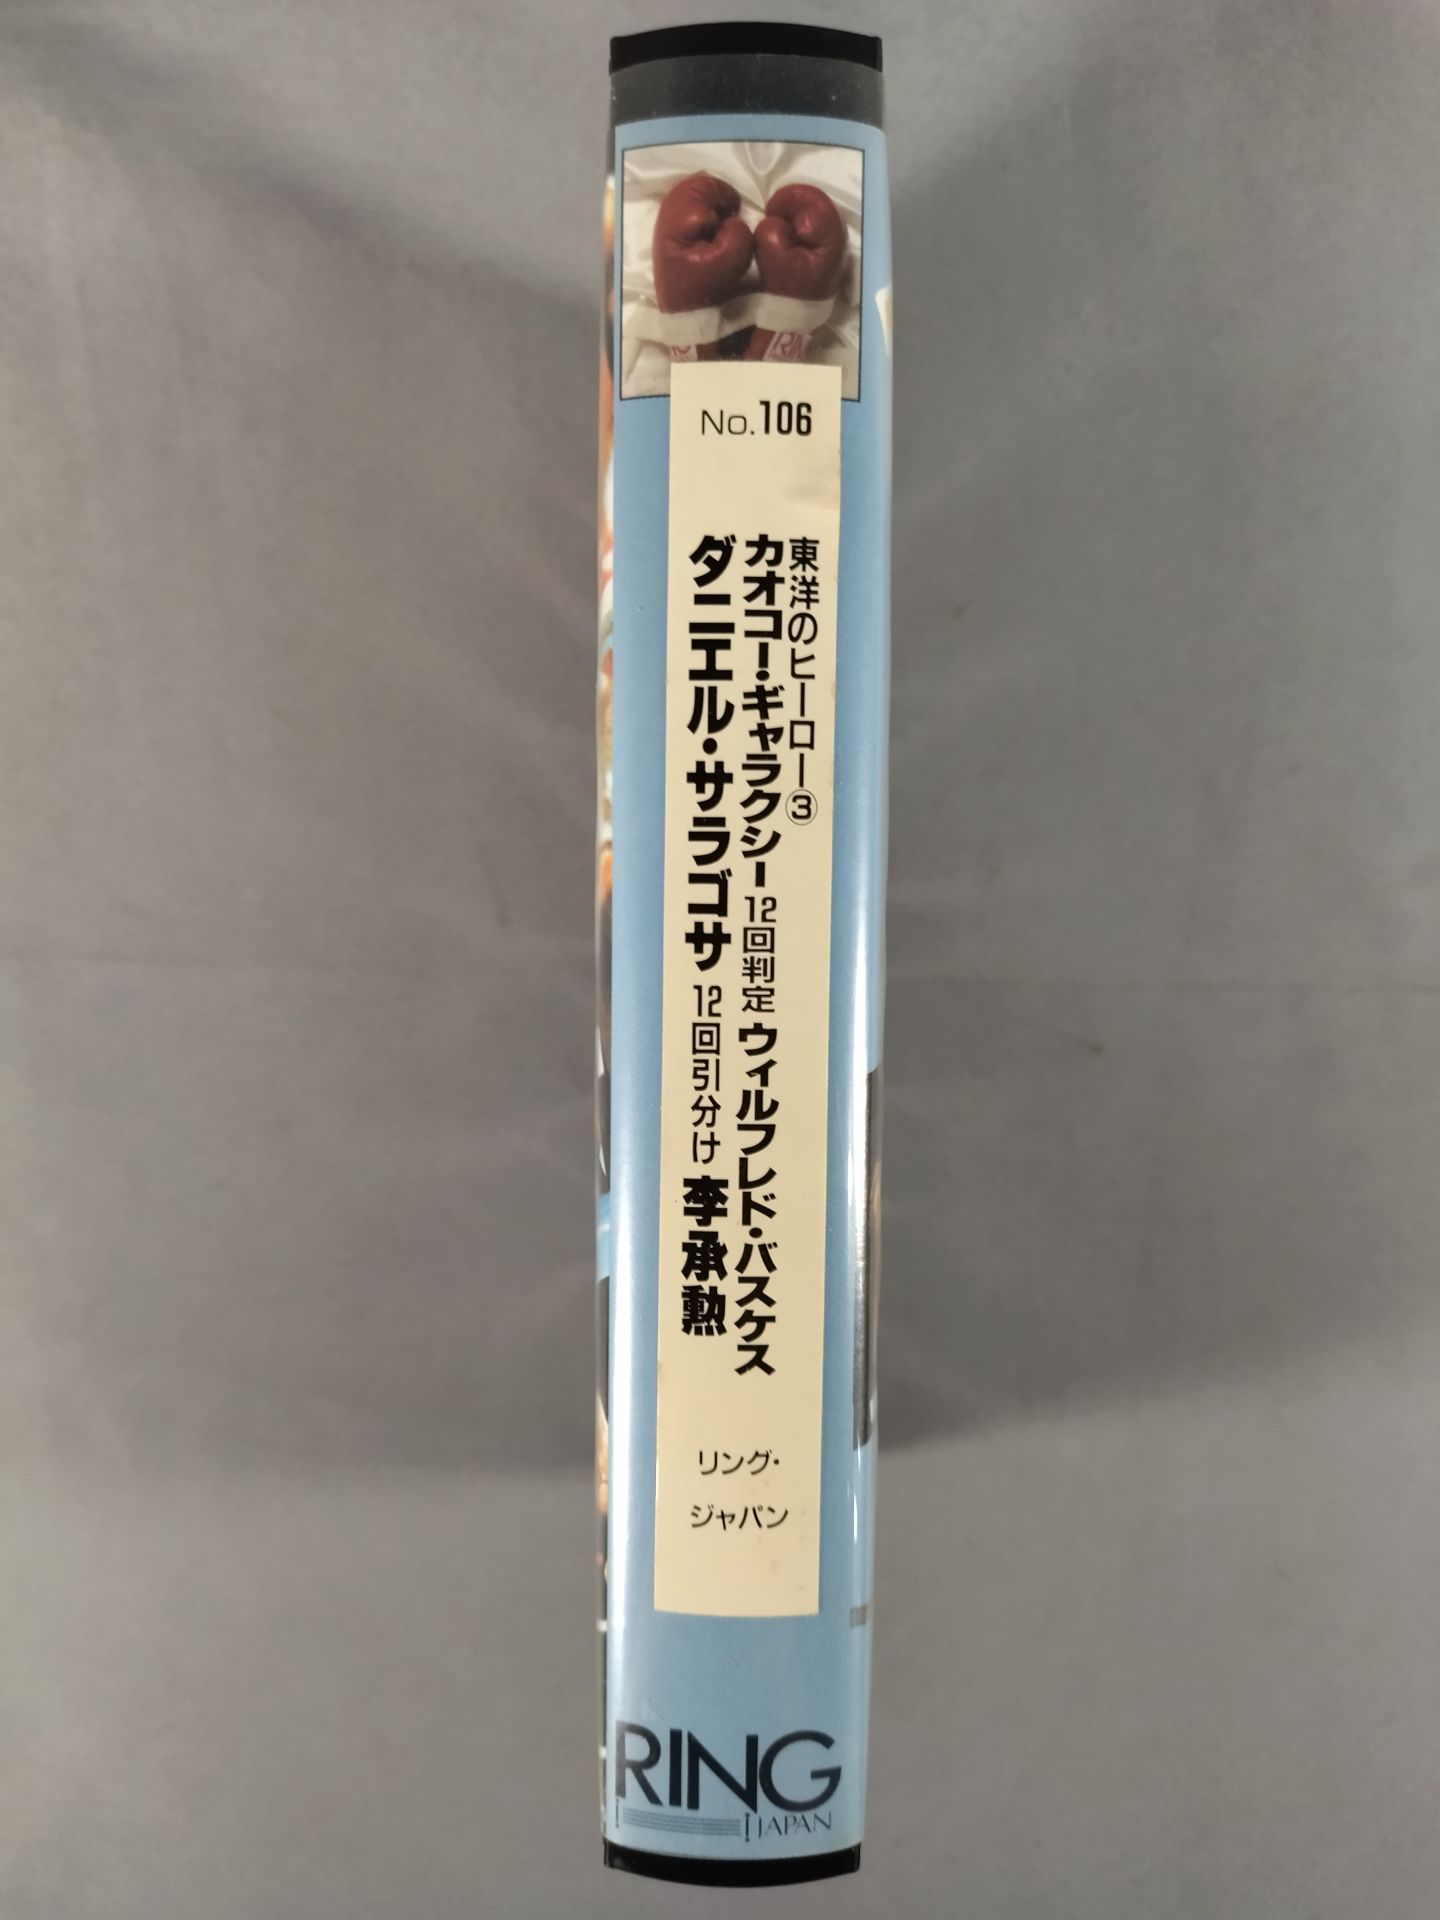 No.106
東洋のヒーロー③
カオコー・ギャラクシー 12回判定 ウィルフレド・バスケス
ダニエル・サラゴサ 12回引分け 李承勲
リング・
ジャパン
RING
JAPAN